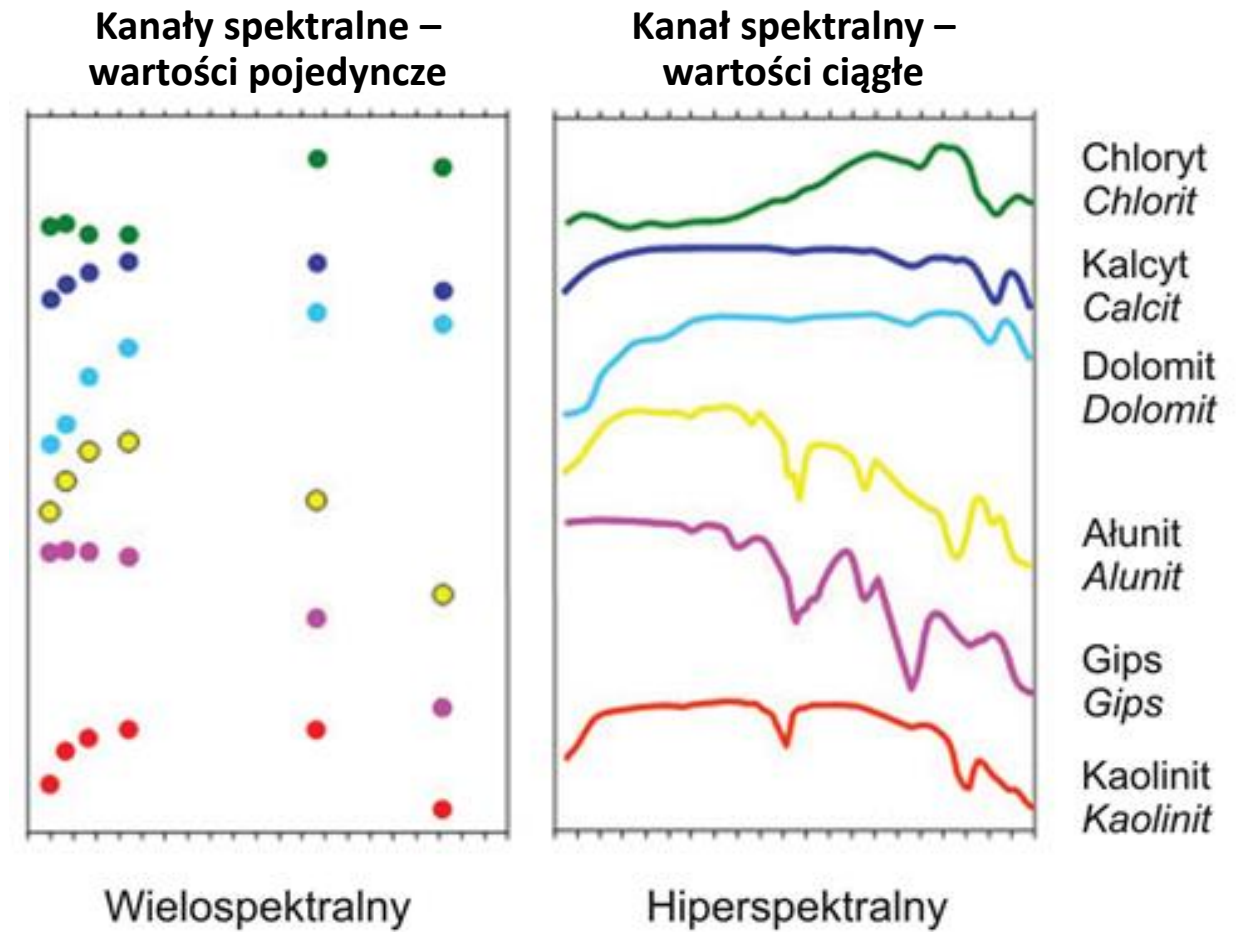 Kanały spektralne –
wartości pojedyncze
Kanał spektralny –
wartości ciągłe
Chloryt
Chlorit
Kalcyt
Calcit
Dolomit
Dolomit
Ałunit
Alunit
Gips
Gips
Kaolinit
Kaolinit
Wielospektralny
Hiperspektralny